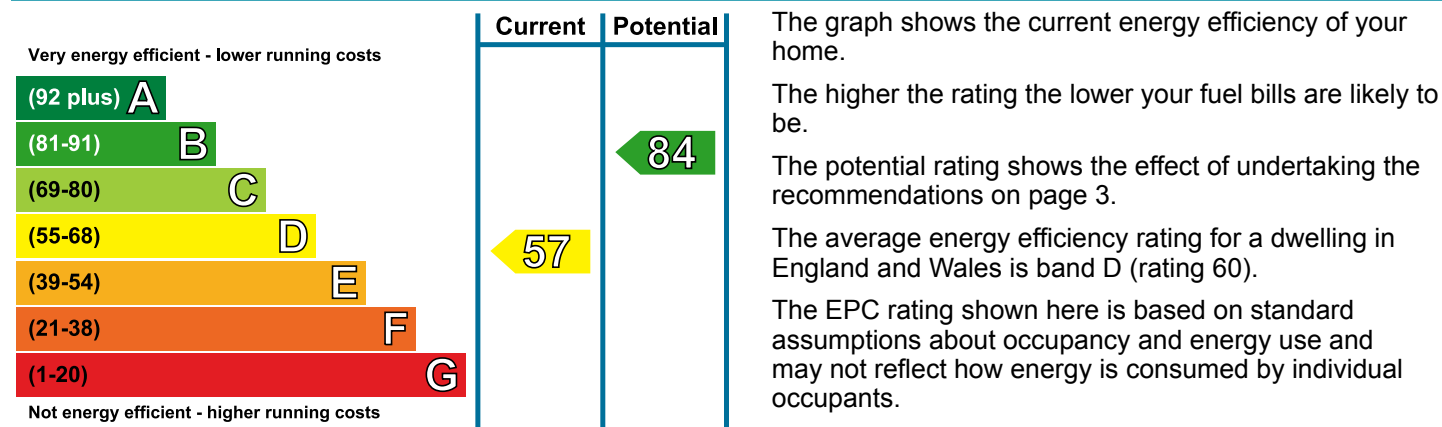 Current Potential
Very energy efficient - lower running costs
(92 plus) A
(81-91) B
84
(69-80) C
(55-68) D
57
(39-54) E
(21-38) F
(1-20) G
Not energy efficient - higher running costs
The graph shows the current energy efficiency of your
home.
The higher the rating the lower your fuel bills are likely to
be.
The potential rating shows the effect of undertaking the
recommendations on page 3.
The average energy efficiency rating for a dwelling in
England and Wales is band D (rating 60).
The EPC rating shown here is based on standard
assumptions about occupancy and energy use and
may not reflect how energy is consumed by individual
occupants.